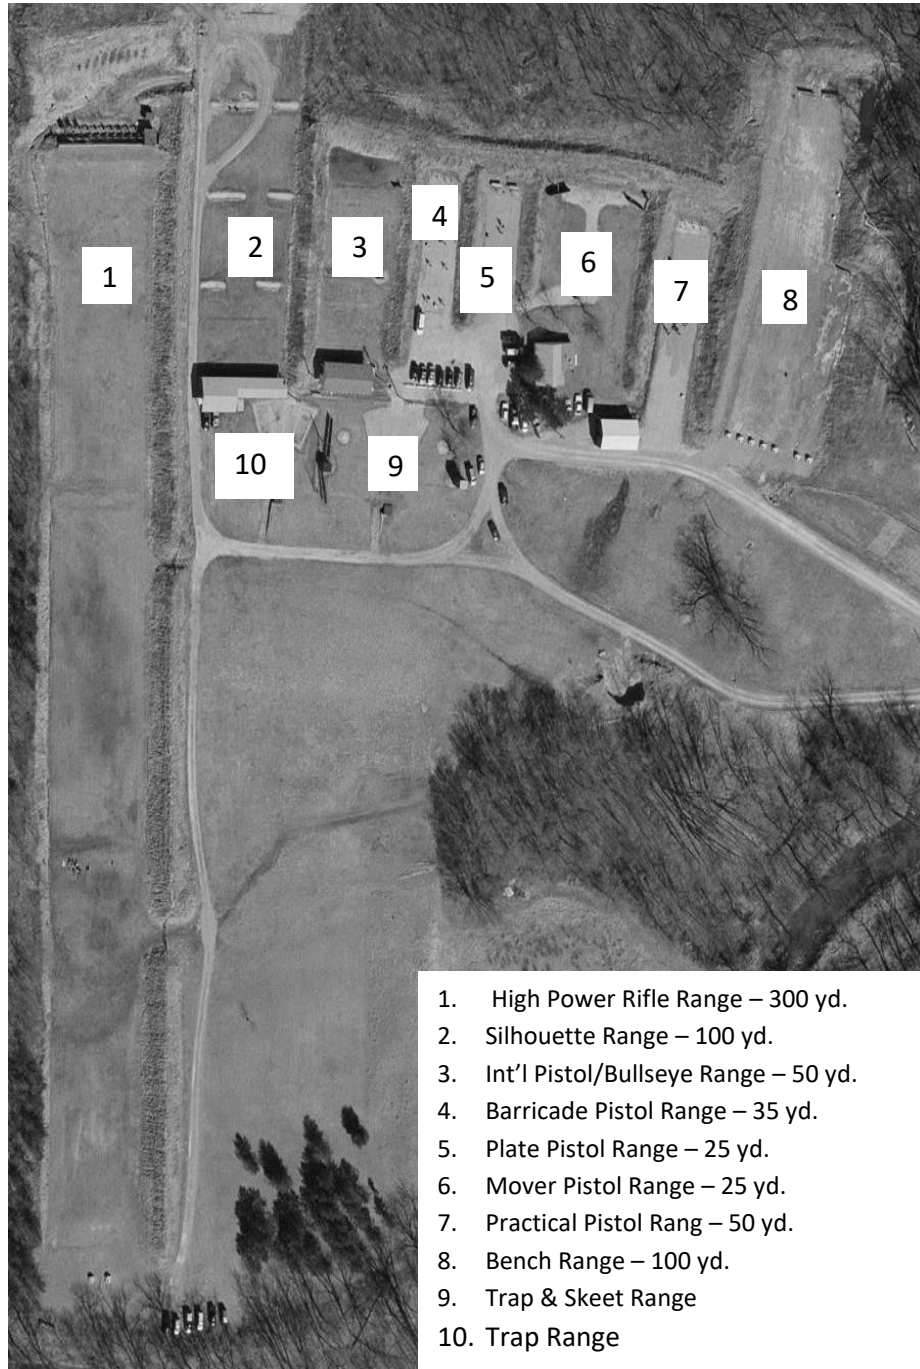 4
2
3
6
5
1
7
8
10
9
1. High Power Rifle Range – 300 yd.
2. Silhouette Range – 100 yd.
3. Int’l Pistol/Bullseye Range – 50 yd.
4. Barricade Pistol Range – 35 yd.
5. Plate Pistol Range – 25 yd.
6. Mover Pistol Range – 25 yd.
7. Practical Pistol Rang – 50 yd.
8. Bench Range – 100 yd.
9. Trap & Skeet Range
10. Trap Range